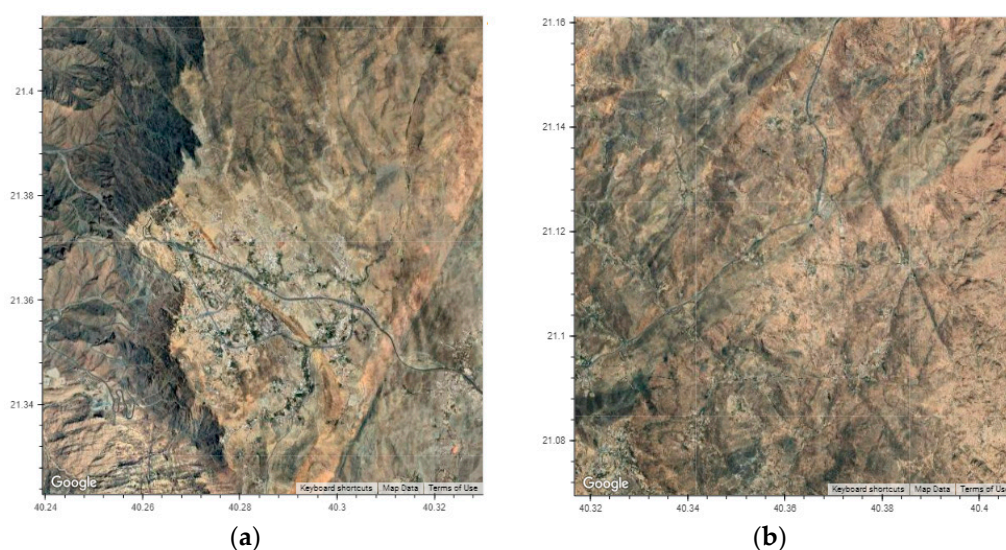 21.4
21.38
21.36
21.34
40.24
40.26
40.28
40.3
40.32
Google
Keyboard shortcuts
Map Data
Terms of Use
(a)
21.16
21.14
21.12
21.1
21.08
40.32
40.34
40.36
40.38
40.4
Google
Keyboard shortcuts
Map Data
Terms of Use
(b)